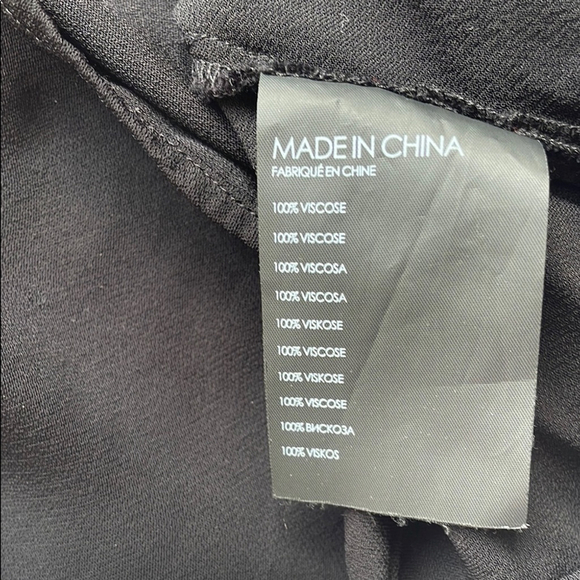 MADE IN CHINA
FABRIQUÉ EN CHINE
100% VISCOSE
100% VISCOSE
100% VISCOSA
100% VISCOSA
100% VISKOSE
100% VISCOSE
100% VISKOSE
100% VISCOSE
100% ВИСКОЗА
100% VISKOS